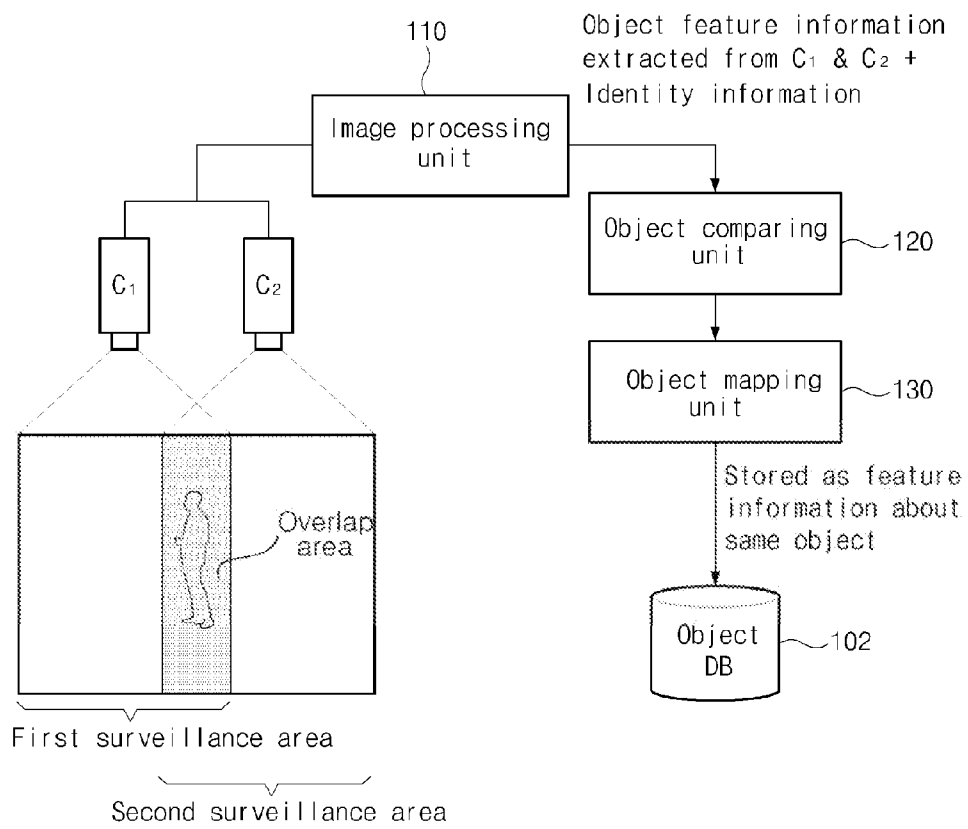 110
Object feature information
extracted from C₁ & C₂ +
Identity information
Image processing
unit
Object comparing
unit
120
C₁
C₂
Object mapping
unit
130
Stored as feature
information about
same object
Overlap
area
Object
DB
102
First surveillance area
Second surveillance area